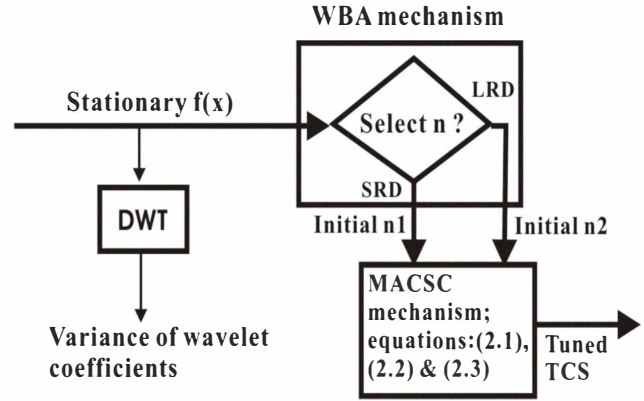 WBA mechanism
Stationary f(x)
LRD
Select n ?
SRD
DWT
Initial n1
Initial n2
MACSC
mechanism;
equations:(2.1),
(2.2) & (2.3)
Tuned
TCS
Variance of wavelet
coefficients